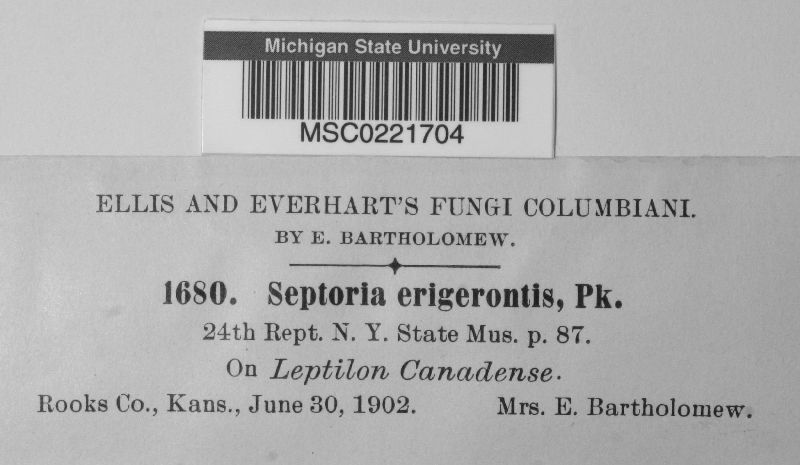 Michigan State University
MSC0221704
ELLIS AND EVERHART'S FUNGI COLUMBIANI.
BY E. BARTHOLOMEW.
1680. Septoria erigerontis, Pk.
24th Rept. N. Y. State Mus. p. 87.
On Leptilon Canadense.
Rooks Co., Kans., June 30, 1902. Mrs. E. Bartholomew.